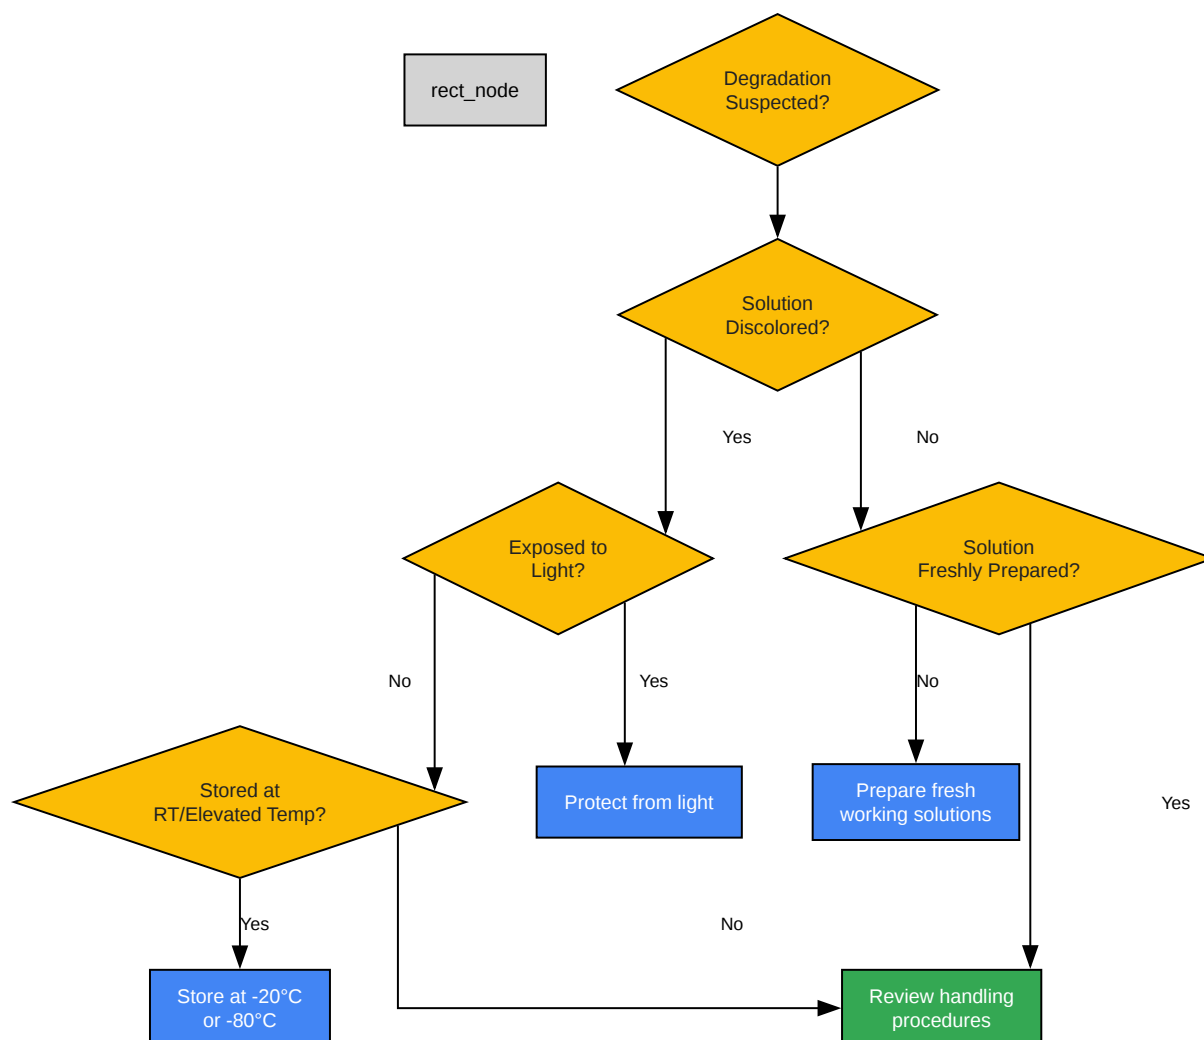 rect_node
Degradation
Suspected?
Solution
Discolored?
Yes
No
Exposed to
Light?
Solution
Freshly Prepared?
No
Yes
No
Stored at
RT/Elevated Temp?
Protect from light
Prepare fresh
working solutions
Yes
Yes
No
Store at -20°C
or -80°C
Review handling
procedures